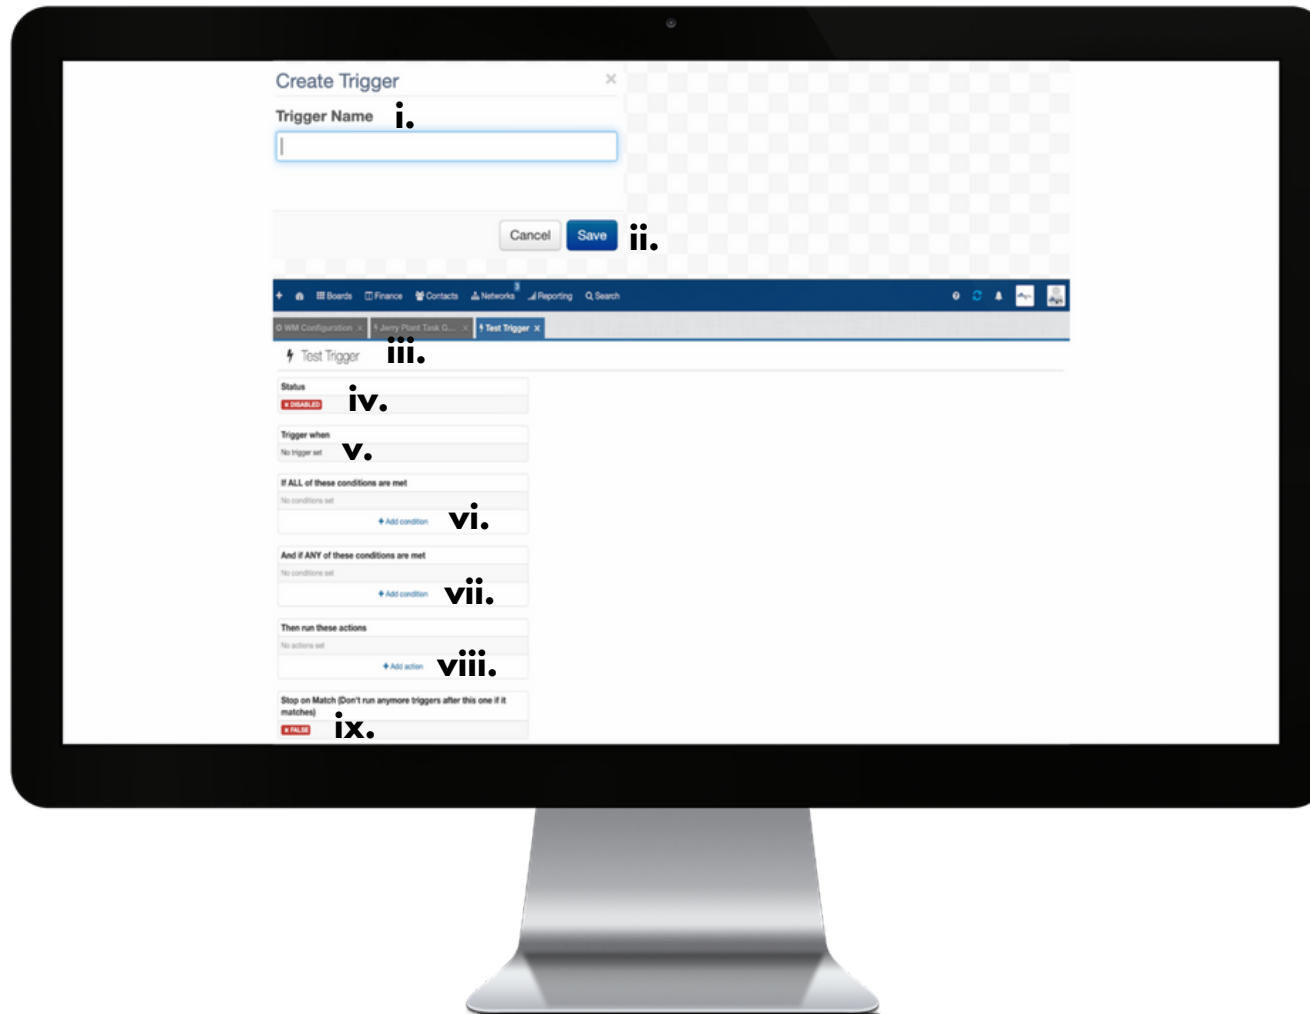 Create Trigger ×
Trigger Name i.
Cancel Save ii.
+ Boards Finance Contacts Networks 3 Reporting Search
WM Configuration × Jerry Plant Task G... × Test Trigger ×
Test Trigger iii.
Status
× DISABLED iv.
Trigger when
No trigger set v.
If ALL of these conditions are met
No conditions set
+ Add condition vi.
And if ANY of these conditions are met
No conditions set
+ Add condition vii.
Then run these actions
No actions set
+ Add action viii.
Stop on Match (Don't run anymore triggers after this one if it
matches)
× FALSE ix.